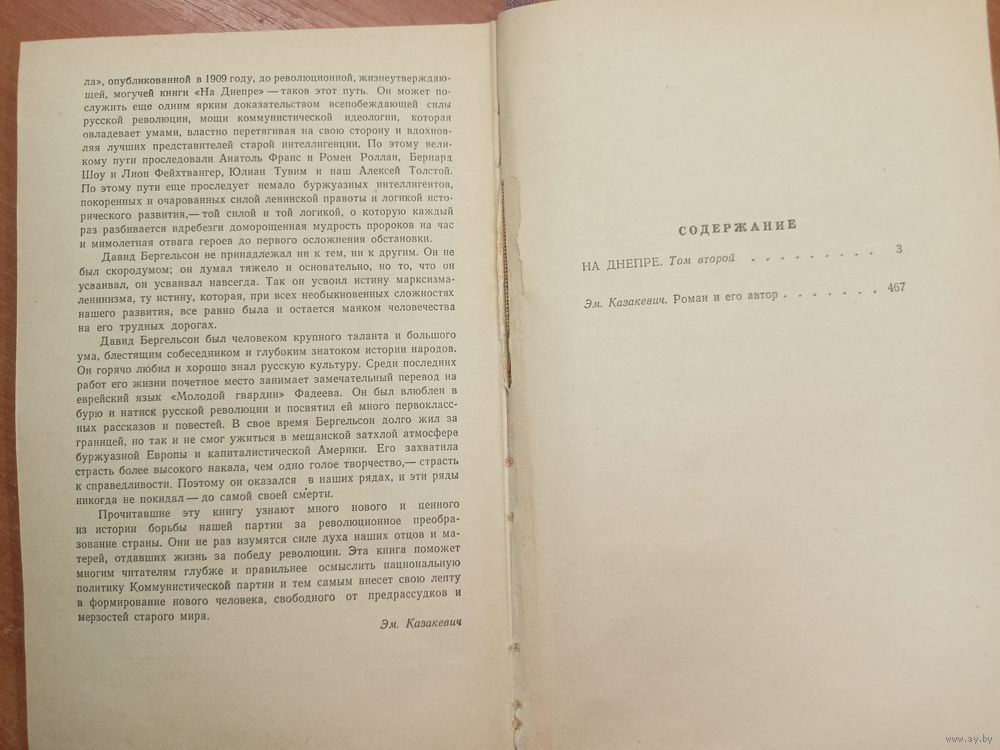 ла», опубликованной в 1909 году, до революционной, жизнеутверждаю-
щей, могучей книги «На Днепре» — таков этот путь. Он может по-
служить еще одним ярким доказательством всепобеждающей силы
русской революции, мощи коммунистической идеологии, которая
овладевает умами, властно перетягивая на свою сторону и вдохнов-
ляя лучших представителей старой интеллигенции. По этому вели-
кому пути проследовали Анатоль Франс и Ромен Роллан, Бернард
Шоу и Лион Фейхтвангер, Юлиан Тувим и наш Алексей Толстой.
По этому пути еще проследует немало буржуазных интеллигентов,
покоренных и очарованных силой ленинской правоты и логикой исто-
рического развития,— той силой и той логикой, о которую каждый
раз разбивается вдребезги доморощенная мудрость пророков на час
и мимолетная отвага героев до первого осложнения обстановки.
Давид Бергельсон не принадлежал ни к тем, ни к другим. Он не
был скородумом; он думал тяжело и основательно, но то, что он
усваивал, он усваивал навсегда. Так он усвоил истину марксизма-
ленинизма, ту истину, которая, при всех необыкновенных сложностях
нашего развития, все равно была и остается маяком человечества
на его трудных дорогах.
Давид Бергельсон был человеком крупного таланта и большого
ума, блестящим собеседником и глубоким знатоком истории народов.
Он горячо любил и хорошо знал русскую культуру. Среди последних
работ его жизни почетное место занимает замечательный перевод на
еврейский язык «Молодой гвардии» Фадеева. Он был влюблен в
бурю и натиск русской революции и посвятил ей много первокласс-
ных рассказов и повестей. В свое время Бергельсон долго жил за
границей, но так и не смог ужиться в мещанской затхлой атмосфере
буржуазной Европы и капиталистической Америки. Его захватила
страсть более высокого накала, чем одно голое творчество,— страсть
к справедливости. Поэтому он оказался в наших рядах, и эти ряды
никогда не покидал — до самой своей смерти.
Прочитавшие эту книгу узнают много нового и ценного
из истории борьбы нашей партии за революционное преобра-
зование страны. Они не раз изумятся силе духа наших отцов и ма-
терей, отдавших жизнь за победу революции. Эта книга поможет
многим читателям глубже и правильнее осмыслить национальную
политику Коммунистической партии и тем самым внесет свою лепту
в формирование нового человека, свободного от предрассудков и
мерзостей старого мира.
Эм. Казакевич
СОДЕРЖАНИЕ
НА ДНЕПРЕ. Том второй . . . . . . . . . 3
Эм. Казакевич. Роман и его автор . . . . . . . 467
www.ay.by